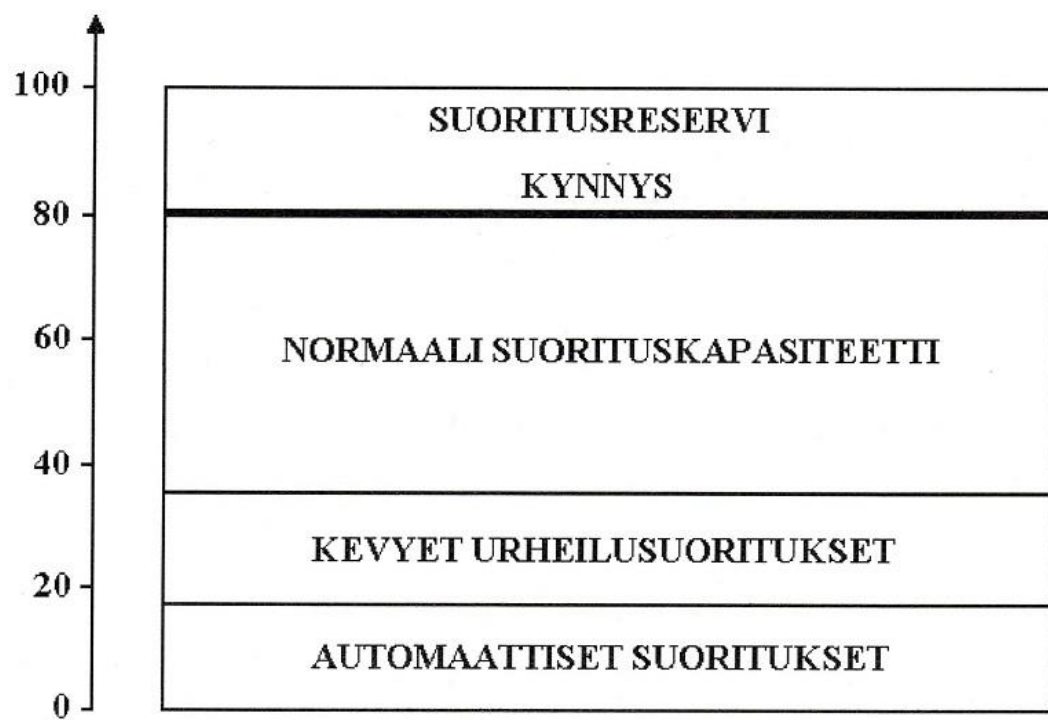 100
SUORITUSRESERVI
KYNNYS
80
60
NORMAALI SUORITUSKAPASITEETTI
40
KEVYET URHEILUSUORITUKSET
20
AUTOMAATTISET SUORITUKSET
0